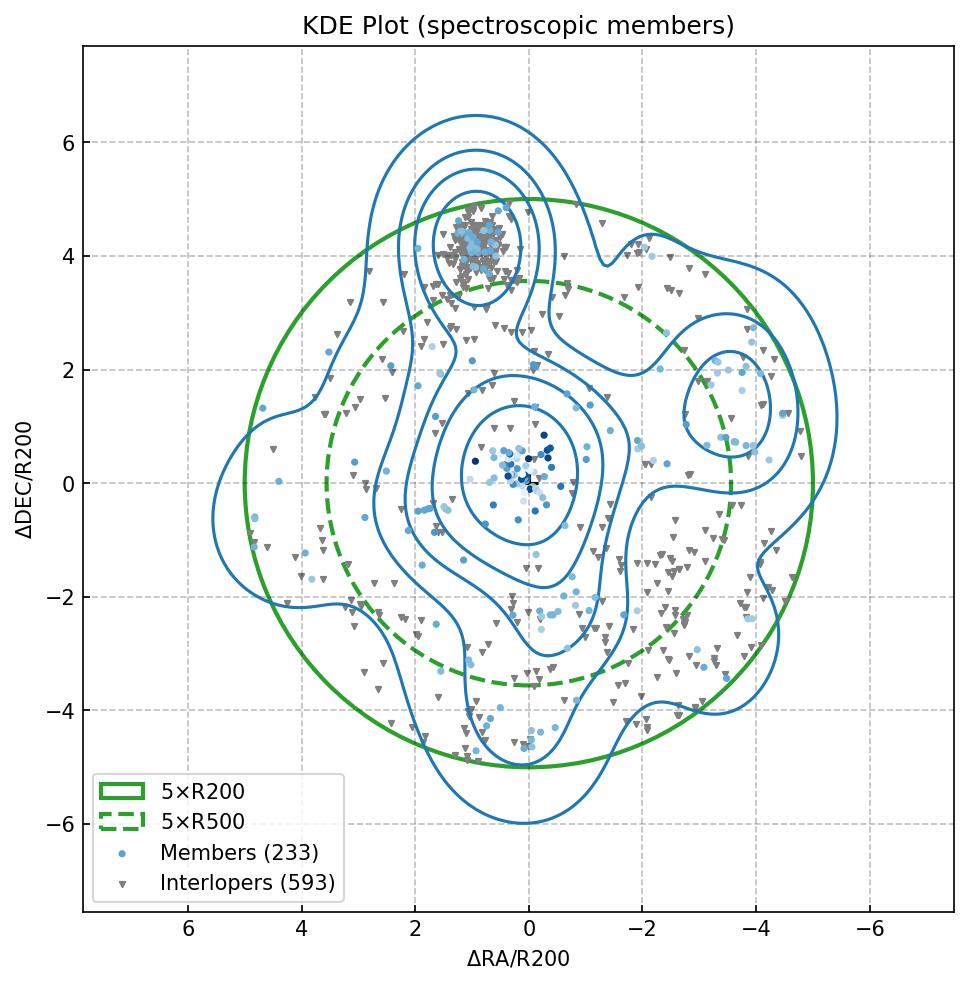 KDE Plot (spectroscopic members)
6
4
2
0
−2
−4
−6
ΔDEC/R200
5×R200
5×R500
Members (233)
Interlopers (593)
6
4
2
0
−2
−4
−6
ΔRA/R200